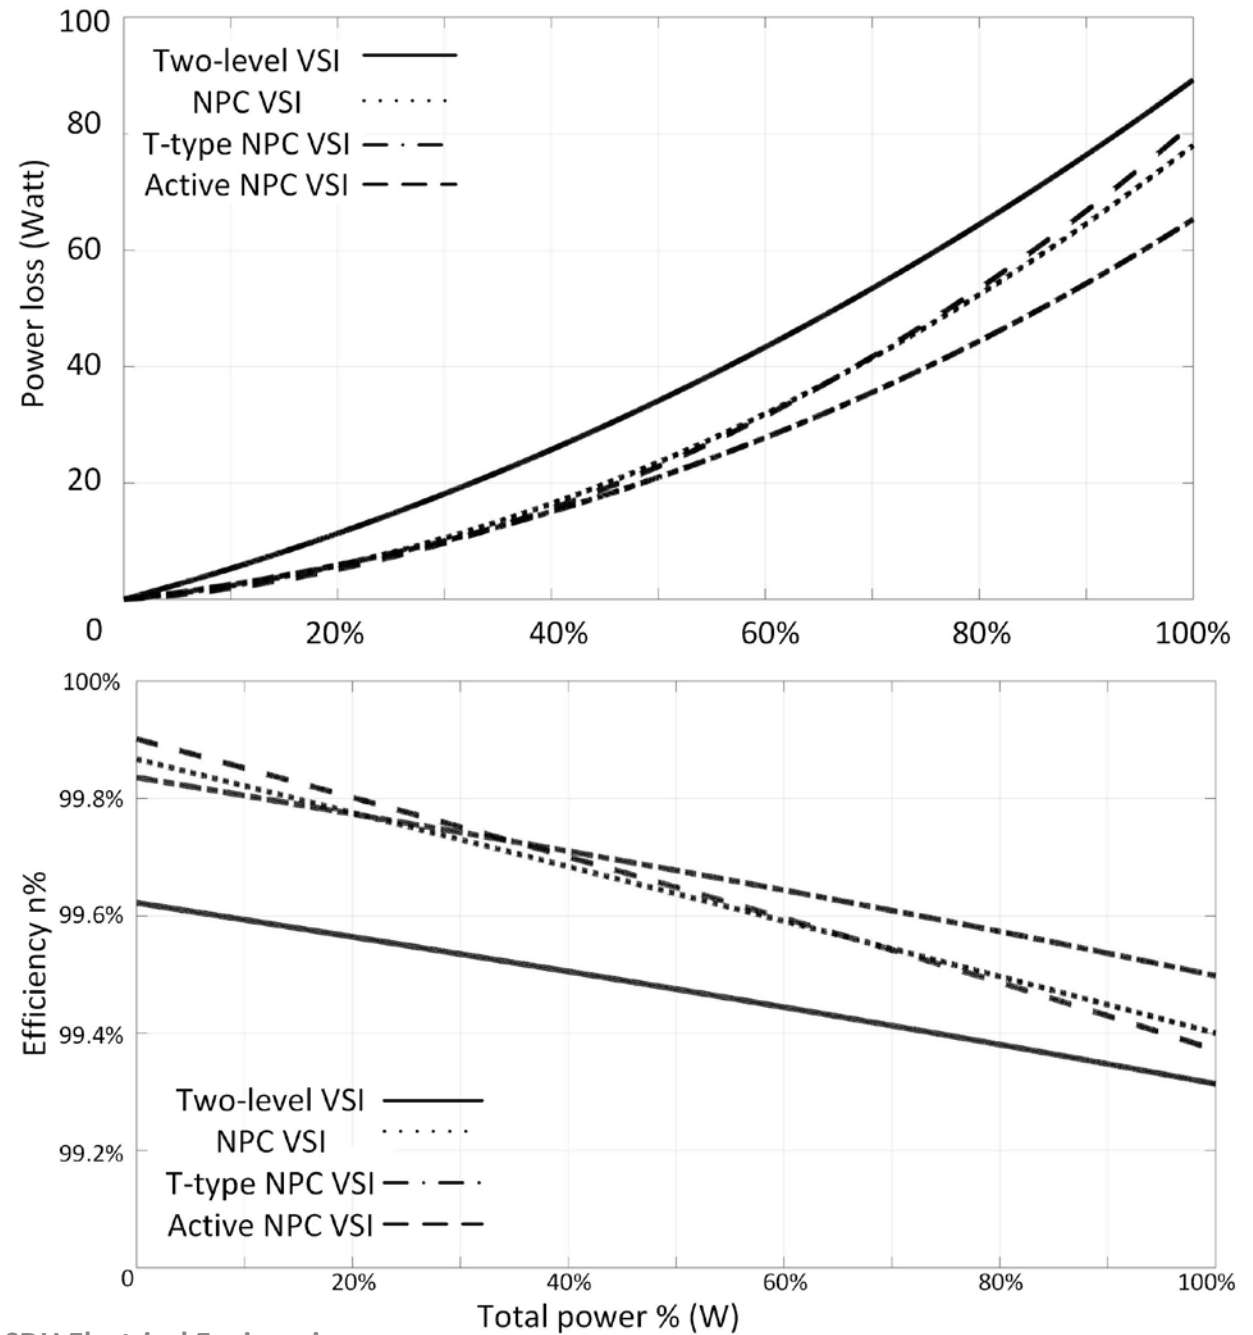 100
Two-level VSI
NPC VSI
80
T-type NPC VSI
Active NPC VSI
Power loss (Watt)
60
40
20
0 20% 40% 60% 80% 100%
100%
99.8%
Efficiency n%
99.6%
99.4%
Two-level VSI
NPC VSI
99.2%
T-type NPC VSI
Active NPC VSI
0 20% 40% 60% 80% 100%
Total power % (W)